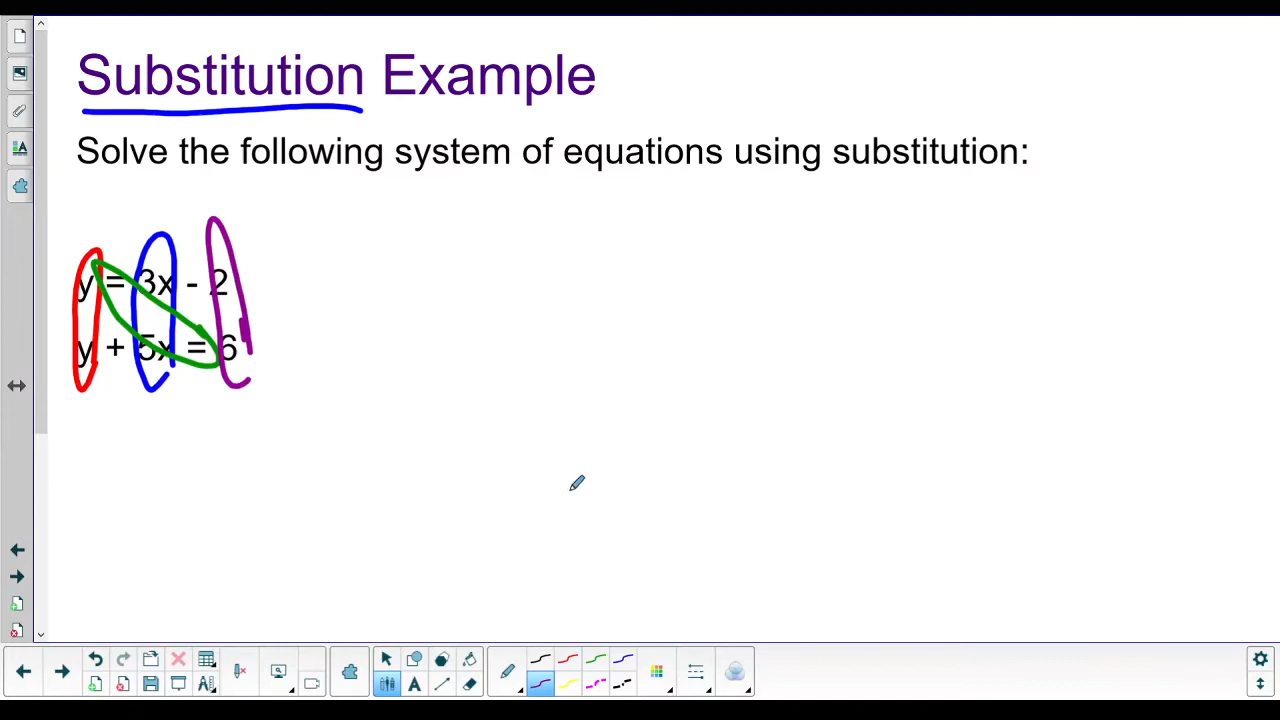 Substitution Example
Solve the following system of equations using substitution:
y = 3x - 2
y + 5x = 6